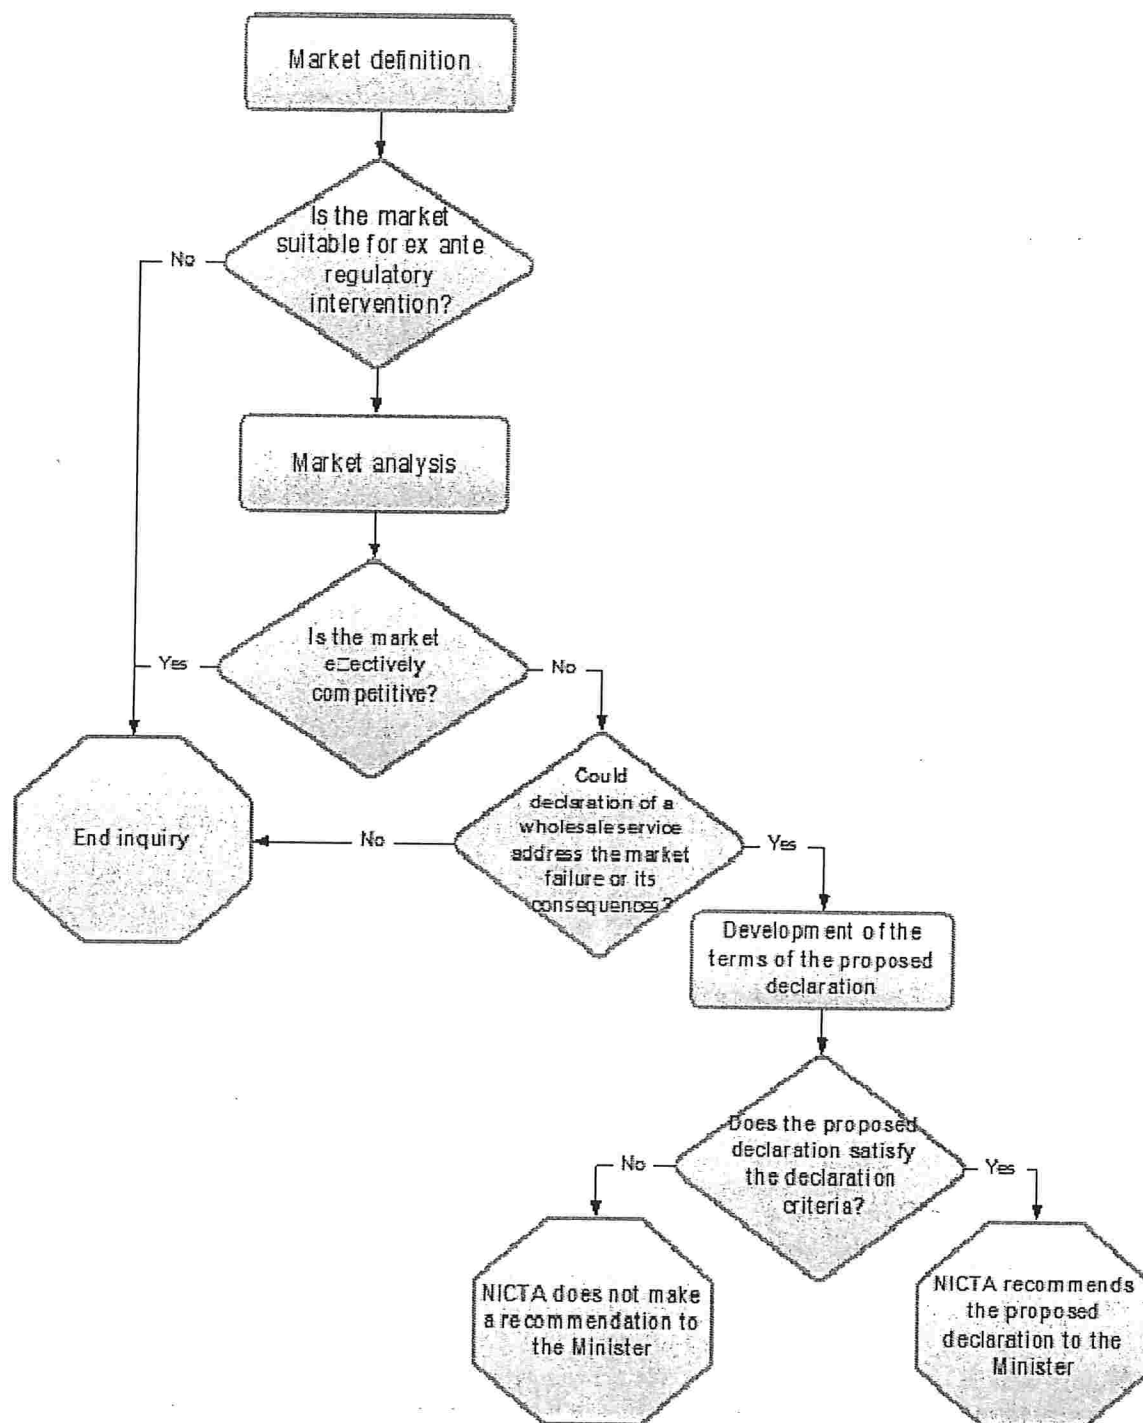 Market definition
Is the market
suitable for ex ante
regulatory
intervention?
No
Market analysis
Is the market
effectively
competitive?
Yes
No
Could
declaration of a
wholesale service
address the market
failure or its
consequences?
No
Yes
End inquiry
Development of the
terms of the proposed
declaration
Does the proposed
declaration satisfy
the declaration
criteria?
No
Yes
NICTA does not make
a recommendation to
the Minister
NICTA recommends
the proposed
declaration to the
Minister